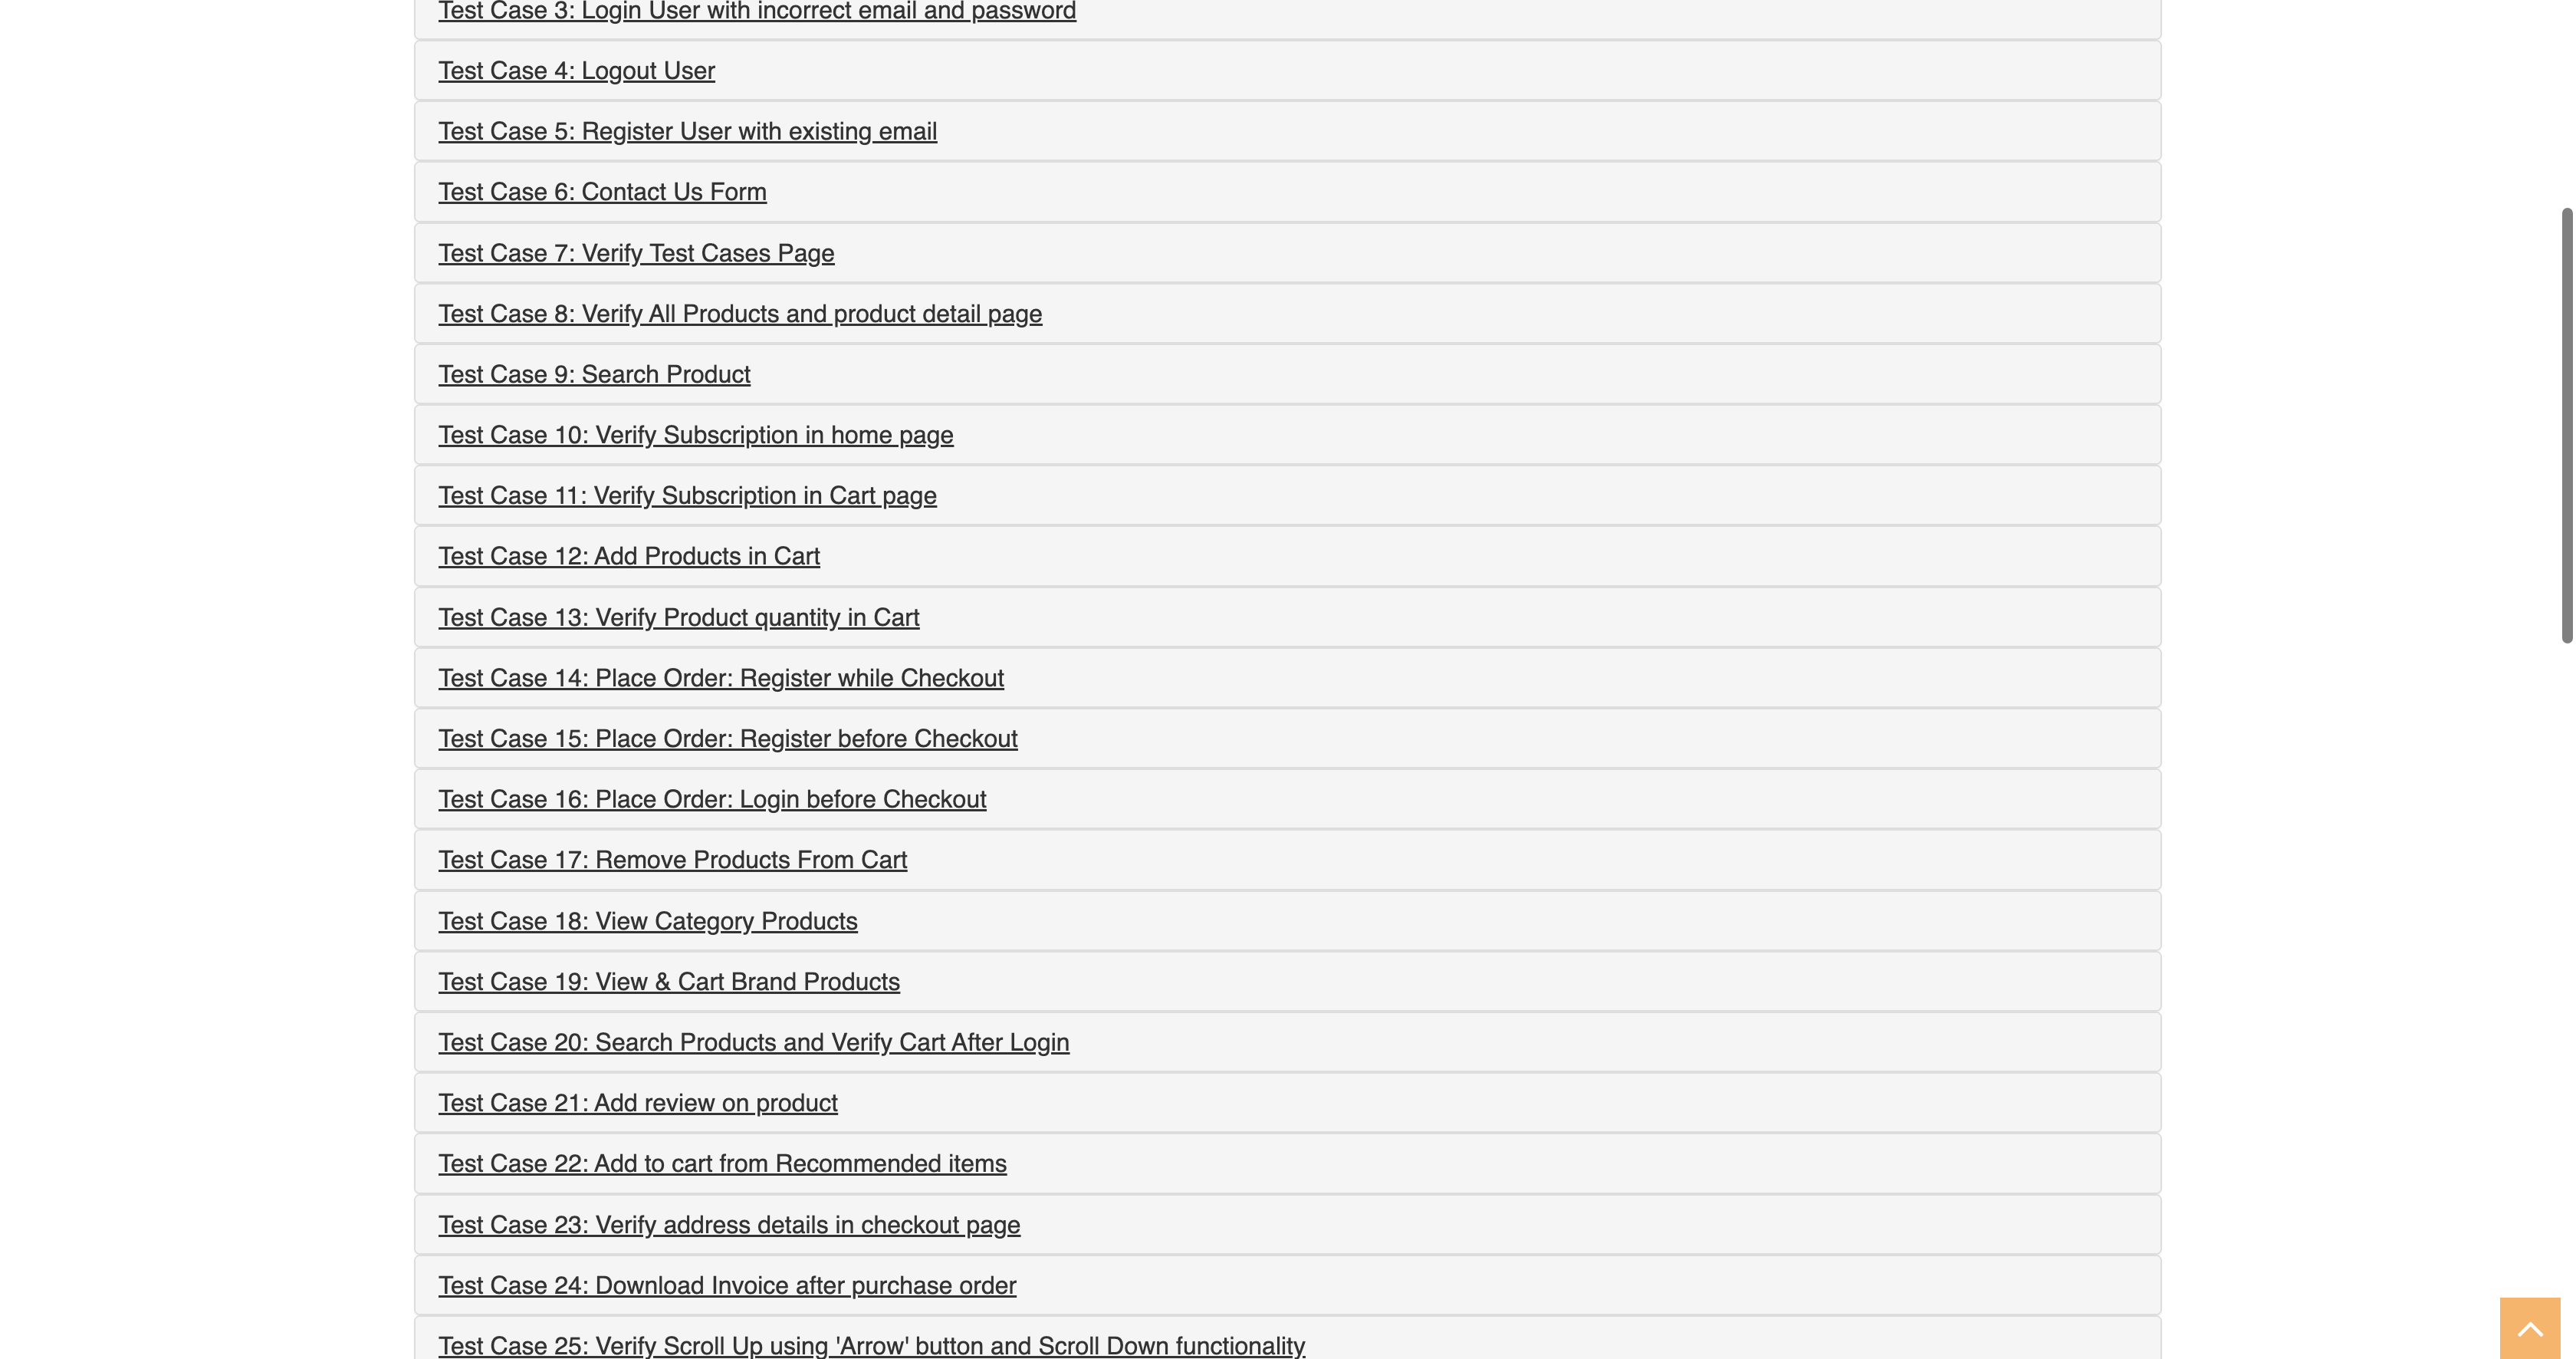 Test Case 3: Login User with incorrect email and password
Test Case 4: Logout User
Test Case 5: Register User with existing email
Test Case 6: Contact Us Form
Test Case 7: Verify Test Cases Page
Test Case 8: Verify All Products and product detail page
Test Case 9: Search Product
Test Case 10: Verify Subscription in home page
Test Case 11: Verify Subscription in Cart page
Test Case 12: Add Products in Cart
Test Case 13: Verify Product quantity in Cart
Test Case 14: Place Order: Register while Checkout
Test Case 15: Place Order: Register before Checkout
Test Case 16: Place Order: Login before Checkout
Test Case 17: Remove Products From Cart
Test Case 18: View Category Products
Test Case 19: View & Cart Brand Products
Test Case 20: Search Products and Verify Cart After Login
Test Case 21: Add review on product
Test Case 22: Add to cart from Recommended items
Test Case 23: Verify address details in checkout page
Test Case 24: Download Invoice after purchase order
Test Case 25: Verify Scroll Up using 'Arrow' button and Scroll Down functionality